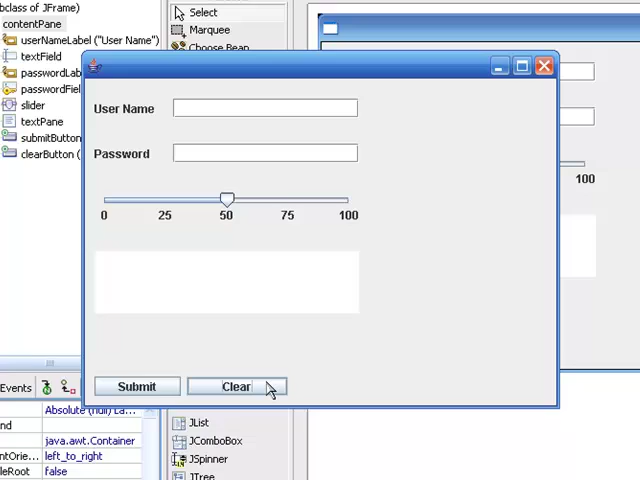 bclass of JFrame)
contentPane
userNameLabel ("User Name")
textField
passwordLab
passwordFiel
slider
textPane
submitButton
clearButton (
Select
Marquee
Choose Bean
User Name
Password
0 25 50 75 100
Submit Clear
100
Events
Absolute (null) La...
nd
java.awt.Container
ntOrie... left_to_right
leRoot false
JList
JComboBox
JSpinner
JTree